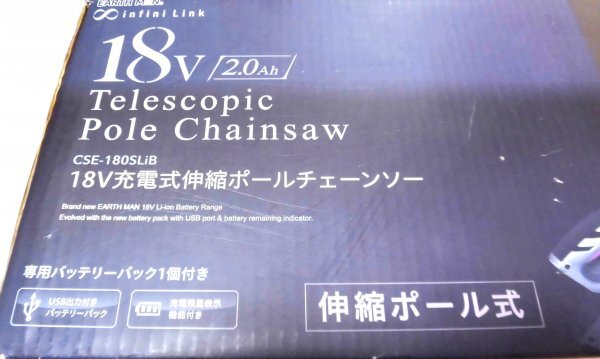 EARTH MAN
infini Link
18V 2.0Ah
Telescopic
Pole Chainsaw
CSE-180SLiB
18V充電式伸縮ポールチェーンソー
Brand new EARTH MAN 18V Li-ion Battery Range
Evolved with the new battery pack with USB port & battery remaining indicator.
専用バッテリーパック1個付き
USB出力付き
バッテリーパック
充電残量表示
機能付き
伸縮ポール式